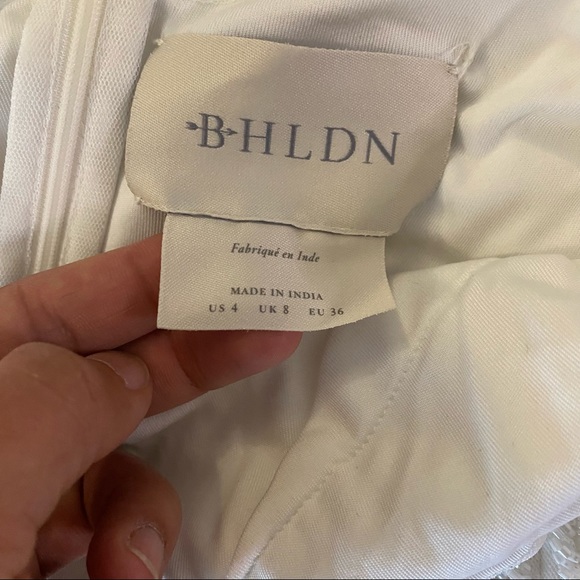 BHLDN
Fabriqué en Inde
MADE IN INDIA
US 4 UK 8 EU 36